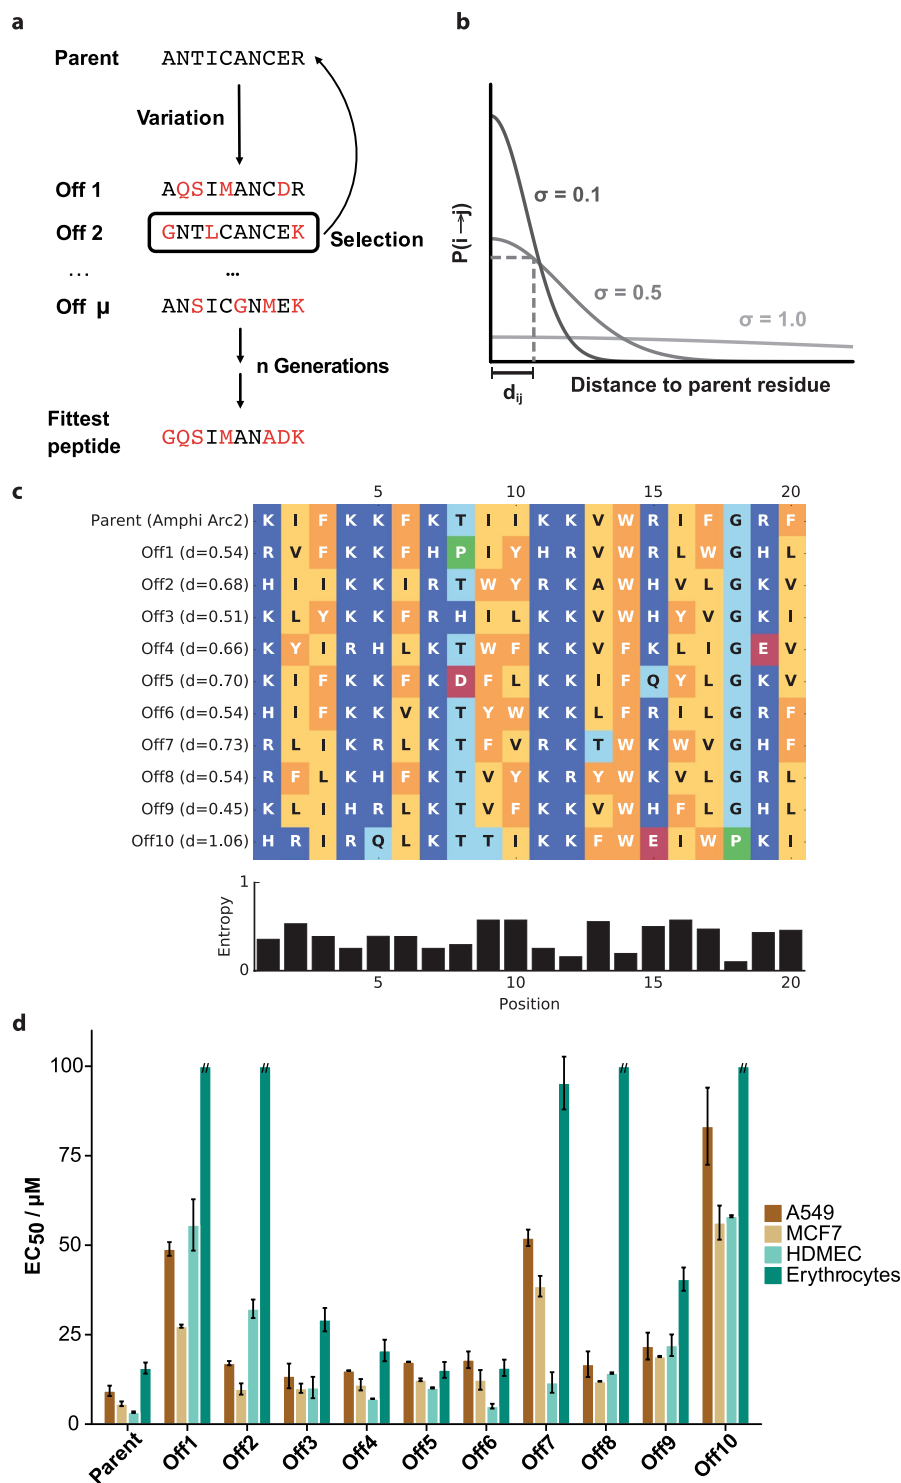 a
Parent ANTICANCER
Variation
Off 1 AQSIMANCDR
Off 2 GNTLCANCEK
Selection
... ...
Off µ ANSICGNMEK
n Generations
Fittest
peptide GQSIMANADK
b
P(i→j)
σ = 0.1
σ = 0.5
σ = 1.0
dij
Distance to parent residue
c
5 10 15 20
Parent (Amphi Arc2) K I F K K F K T I I K K V W R I F G R F
Off1 (d=0.54) R V F K K F H P I Y H R V W R L W G H L
Off2 (d=0.68) H I I K K I R T W Y R K A W H V L G K V
Off3 (d=0.51) K L Y K K F R H I L K K V W H Y V G K I
Off4 (d=0.66) K Y I R H L K T W F K K V F K L I G E V
Off5 (d=0.70) K I F K K F K D F L K K I F Q Y L G K V
Off6 (d=0.54) H I F K K V K T Y W K K L F R I L G R F
Off7 (d=0.73) R L I K R L K T F V R K T W K W V G H F
Off8 (d=0.54) R F L K H F K T V Y K R Y W K V L G R L
Off9 (d=0.45) K L I H R L K T V F K K V W H F L G H L
Off10 (d=1.06) H R I R Q L K T T I K K F W E I W P K I
Entropy
1
0
5 10 15 20
Position
d
EC50 / µM
100
75
50
25
0
// // // //
A549
MCF7
HDMEC
Erythrocytes
Parent Off1 Off2 Off3 Off4 Off5 Off6 Off7 Off8 Off9 Off10